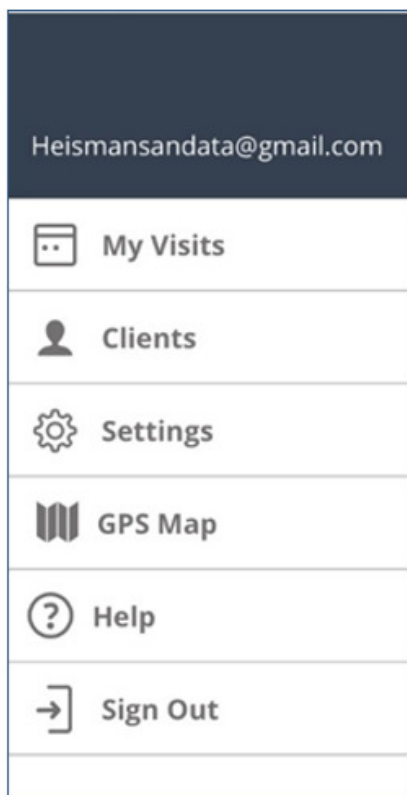 Heismansandata@gmail.com
My Visits
Clients
Settings
GPS Map
Help
Sign Out